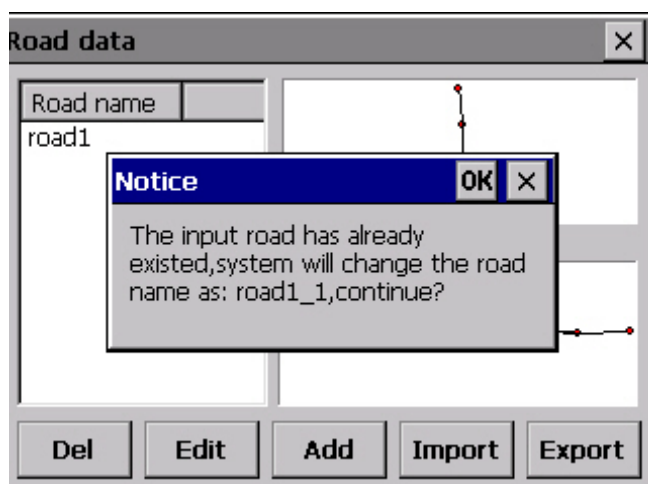 Road data
Road name
road1
Notice OK
The input road has already
existed,system will change the road
name as: road1_1,continue?
Del Edit Add Import Export